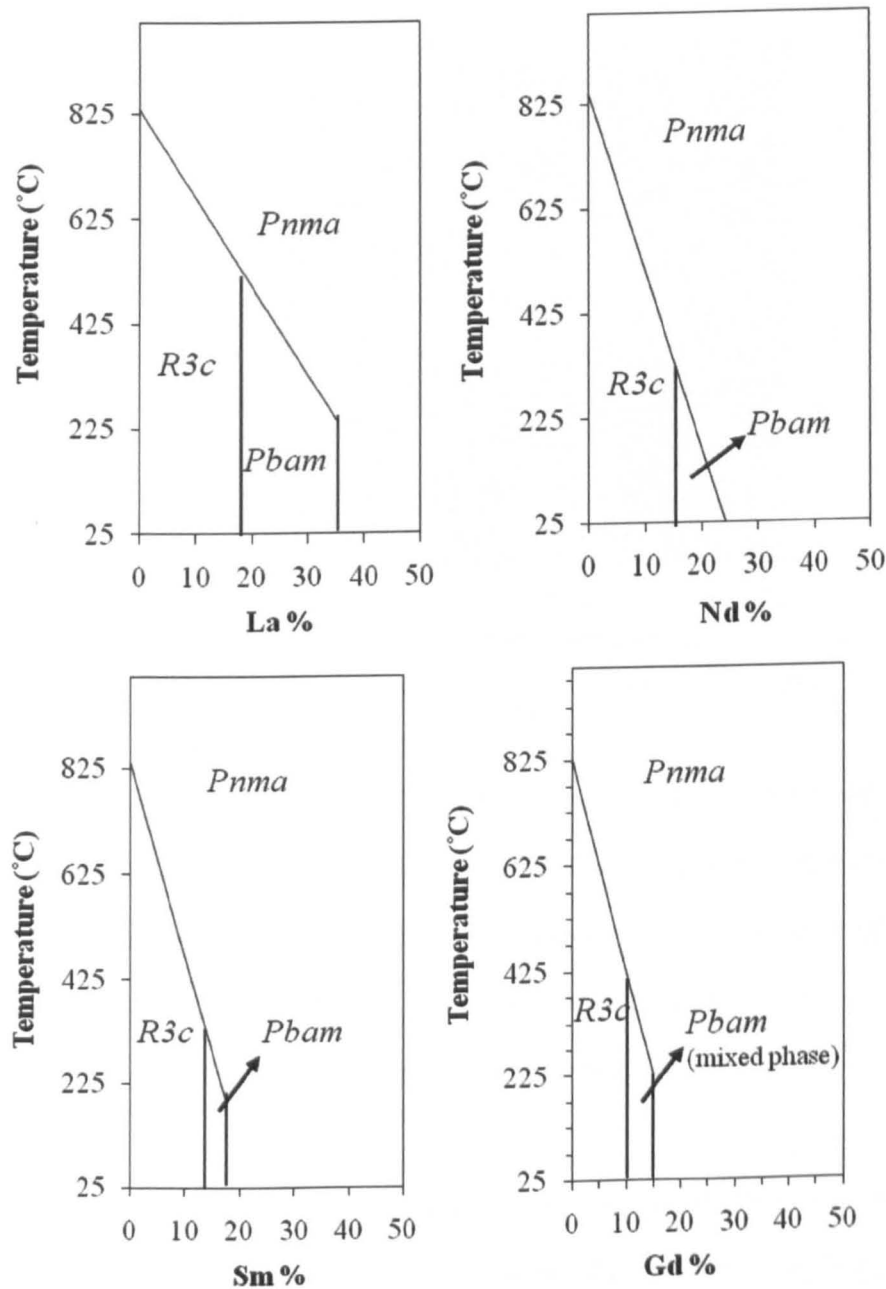 825
625
425
225
25
Temperature (˚C)
Pnma
R3c
Pbam
0 10 20 30 40 50
La %
825
625
425
225
25
Temperature (˚C)
Pnma
R3c
Pbam
0 10 20 30 40 50
Nd %
825
625
425
225
25
Temperature (˚C)
Pnma
R3c
Pbam
0 10 20 30 40 50
Sm %
825
625
425
225
25
Temperature (˚C)
Pnma
R3c
Pbam
(mixed phase)
0 10 20 30 40 50
Gd %